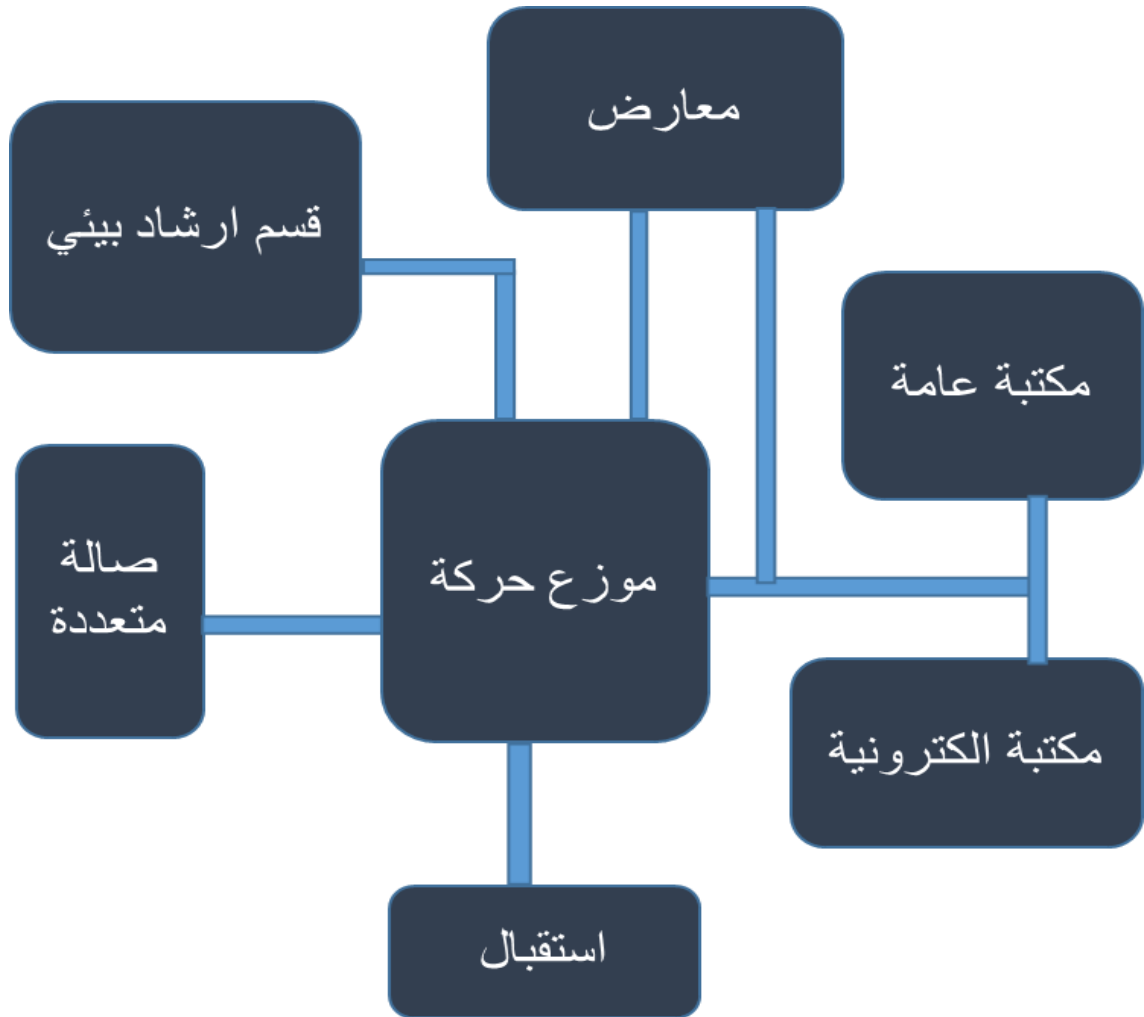 معارض
قسم ارشاد بيئي
مكتبة عامة
صالة
متعددة
موزع حركة
مكتبة الكترونية
استقبال